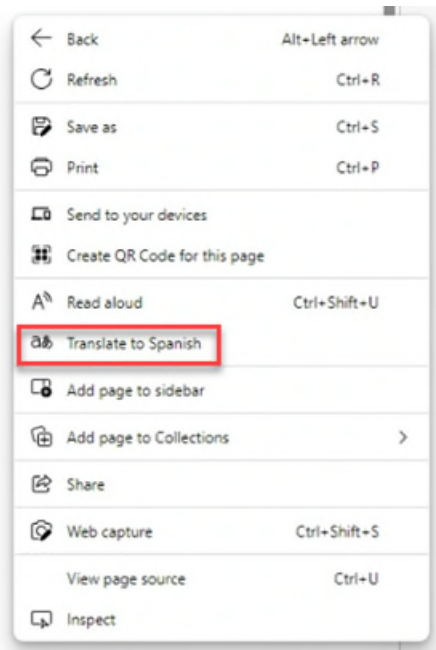 Back Alt+Left arrow
Refresh Ctrl+R
Save as Ctrl+S
Print Ctrl+P
Send to your devices
Create QR Code for this page
Read aloud Ctrl+Shift+U
Translate to Spanish
Add page to sidebar
Add page to Collections
Share
Web capture Ctrl+Shift+S
View page source Ctrl+U
Inspect